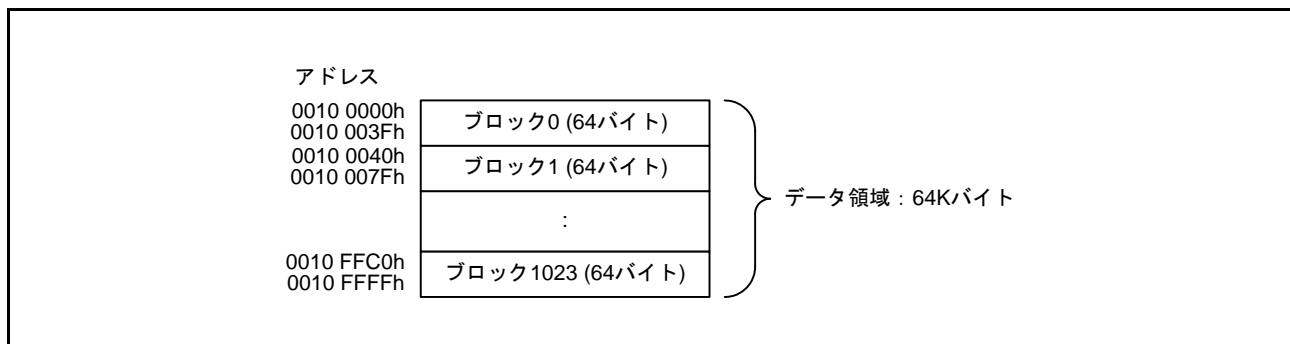 アドレス
0010 0000h
0010 003Fh
ブロック0 (64バイト)
0010 0040h
0010 007Fh
ブロック1 (64バイト)
:
データ領域：64Kバイト
0010 FFC0h
0010 FFFFh
ブロック1023 (64バイト)